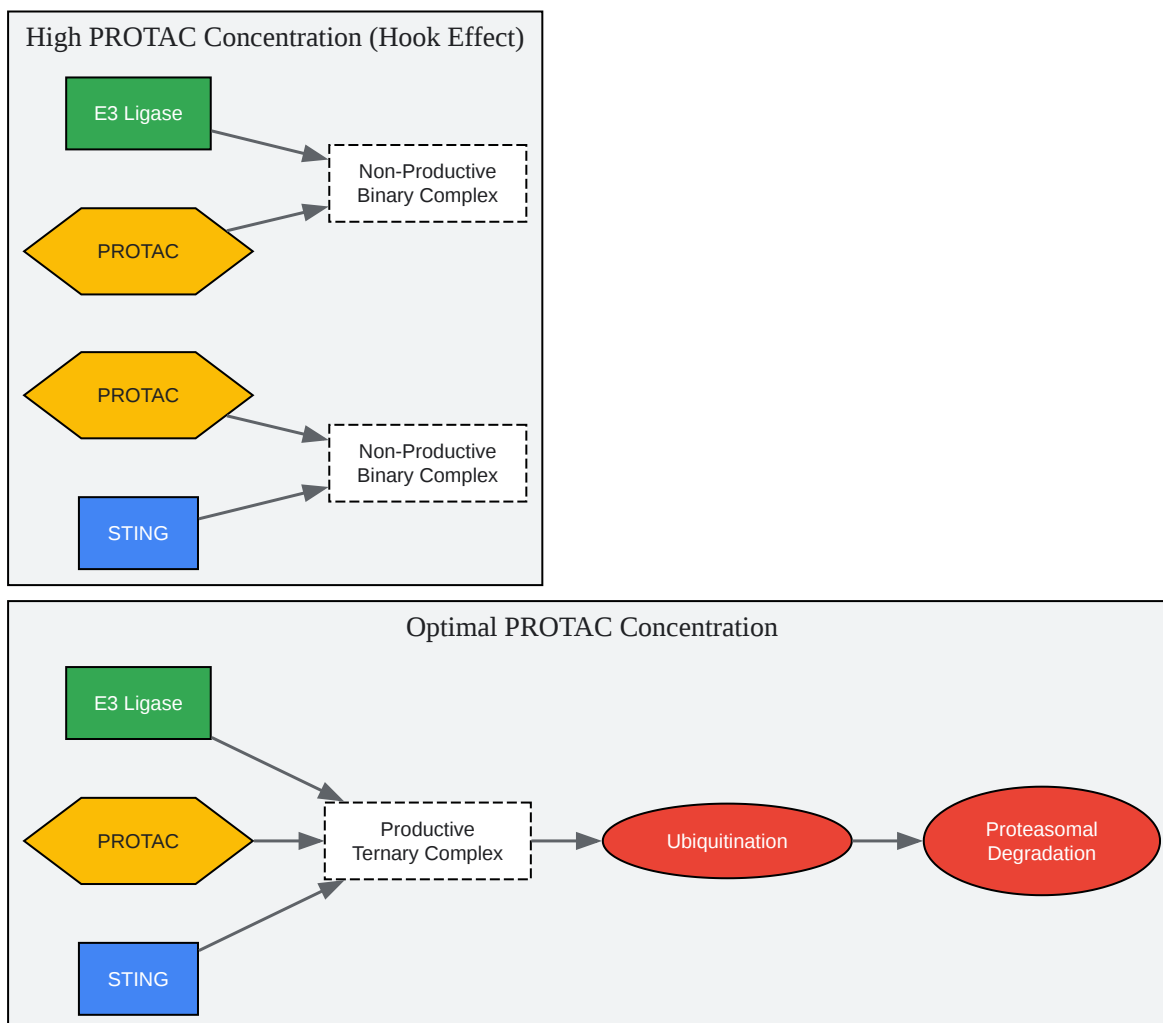 High PROTAC Concentration (Hook Effect)
E3 Ligase
Non-Productive
Binary Complex
PROTAC
PROTAC
Non-Productive
Binary Complex
STING
Optimal PROTAC Concentration
E3 Ligase
PROTAC
Productive
Ternary Complex
Ubiquitination
Proteasomal
Degradation
STING